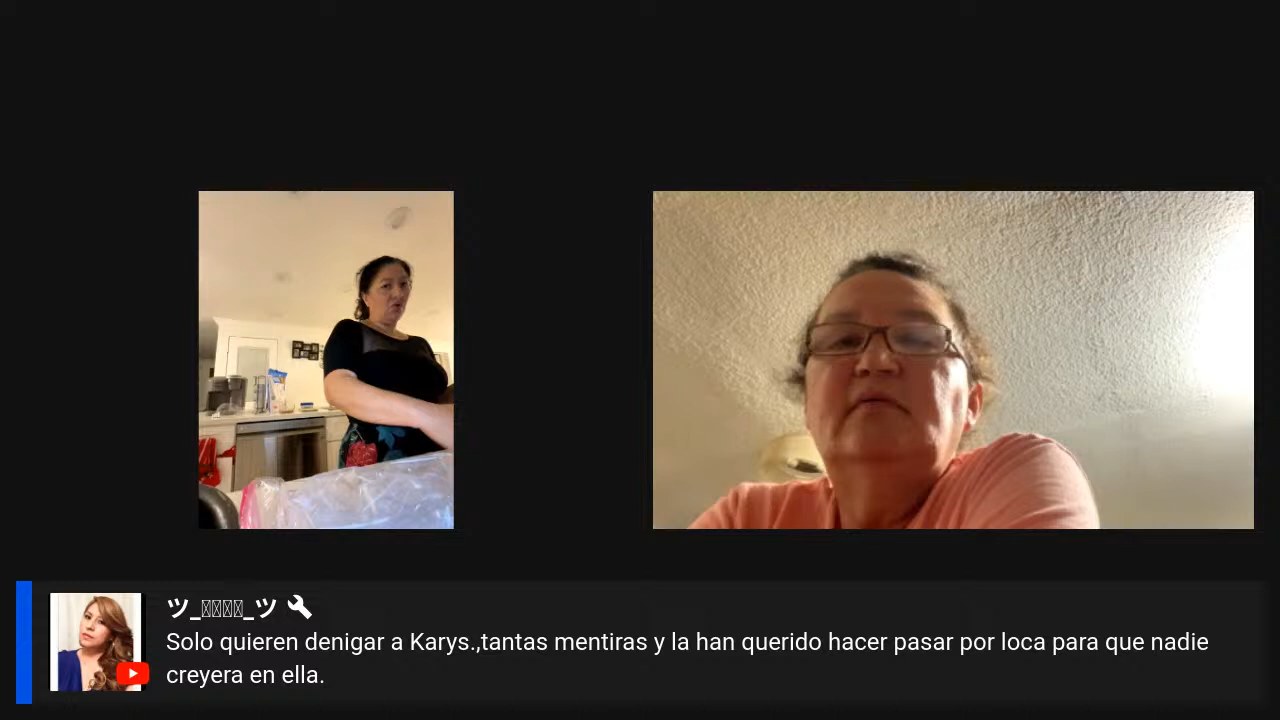 ツ_▯▯▯▯_ツ
Solo quieren denigar a Karys.,tantas mentiras y la han querido hacer pasar por loca para que nadie
creyera en ella.